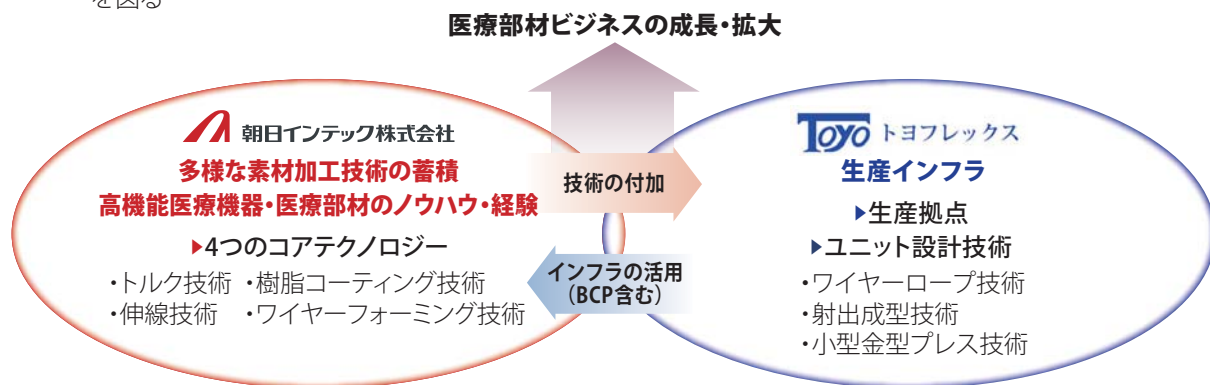 を図る
医療部材ビジネスの成長・拡大
朝日インテック株式会社
多様な素材加工技術の蓄積
高機能医療機器・医療部材のノウハウ・経験
▶4つのコアテクノロジー
・トルク技術 ・樹脂コーティング技術
・伸線技術 ・ワイヤーフォーミング技術
技術の付加
インフラの活用
(BCP含む)
TOYO トヨフレックス
生産インフラ
▶生産拠点
▶ユニット設計技術
・ワイヤーロープ技術
・射出成型技術
・小型金型プレス技術